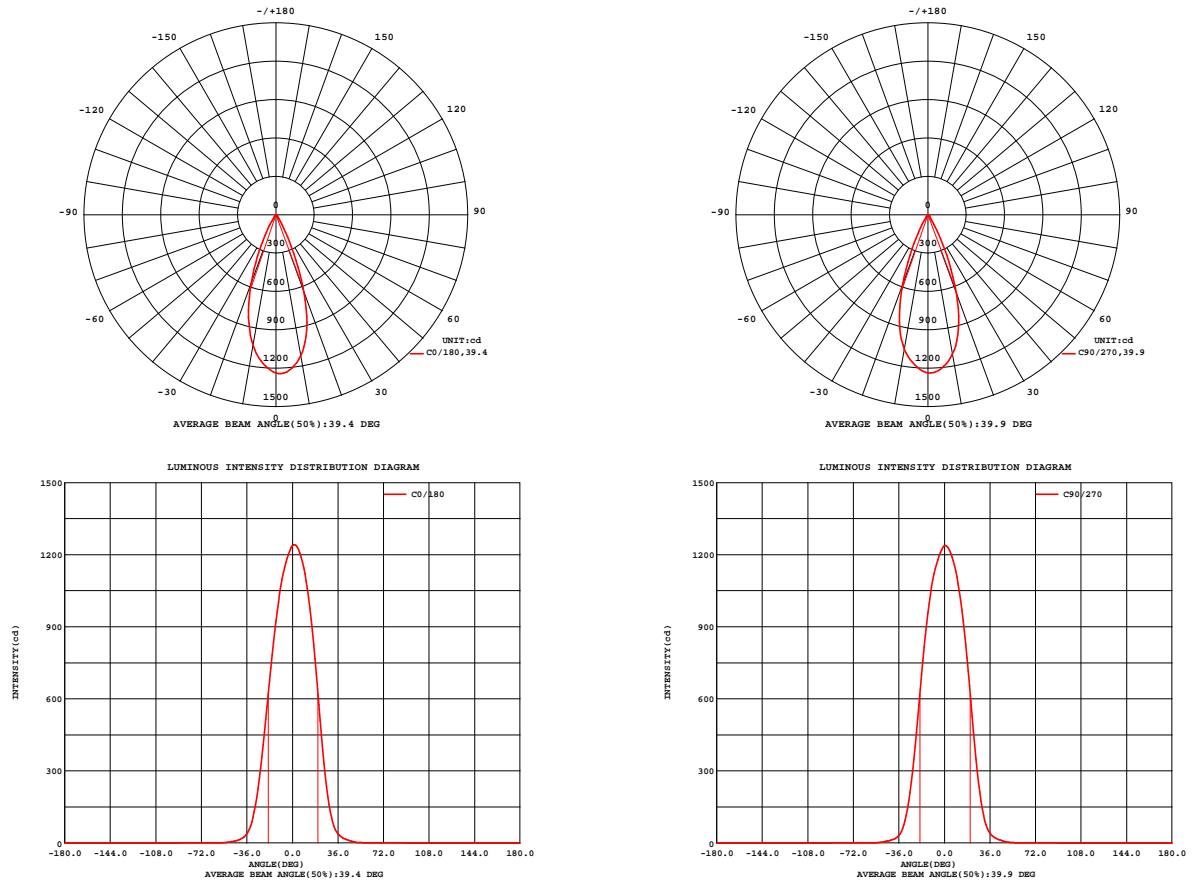 -/+180
-150
150
-120
120
-90
90
-60
60
-30
30
0
0
300
600
900
1200
1500
UNIT:cd
C0/180,39.4
AVERAGE BEAM ANGLE(50%):39.4 DEG
-/+180
-150
150
-120
120
-90
90
-60
60
-30
30
0
0
300
600
900
1200
1500
UNIT:cd
C90/270,39.9
AVERAGE BEAM ANGLE(50%):39.9 DEG
LUMINOUS INTENSITY DISTRIBUTION DIAGRAM
C0/180
INTENSITY(cd)
1500
1200
900
600
300
0
-180.0 -144.0 -108.0 -72.0 -36.0 0.0 36.0 72.0 108.0 144.0 180.0
ANGLE(DEG)
AVERAGE BEAM ANGLE(50%):39.4 DEG
LUMINOUS INTENSITY DISTRIBUTION DIAGRAM
C90/270
INTENSITY(cd)
1500
1200
900
600
300
0
-180.0 -144.0 -108.0 -72.0 -36.0 0.0 36.0 72.0 108.0 144.0 180.0
ANGLE(DEG)
AVERAGE BEAM ANGLE(50%):39.9 DEG